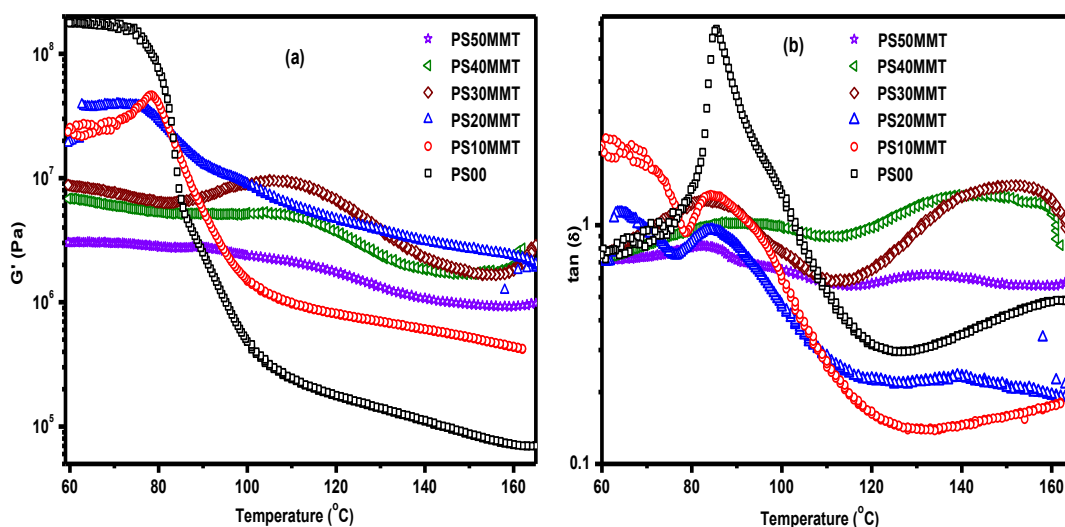 (a)
PS50MMT
PS40MMT
PS30MMT
PS20MMT
PS10MMT
PS00
10⁸
10⁷
10⁶
10⁵
G' (Pa)
60 80 100 120 140 160
Temperature (°C)
(b)
PS50MMT
PS40MMT
PS30MMT
PS20MMT
PS10MMT
PS00
1
0.1
tan (δ)
60 80 100 120 140 160
Temperature (°C)